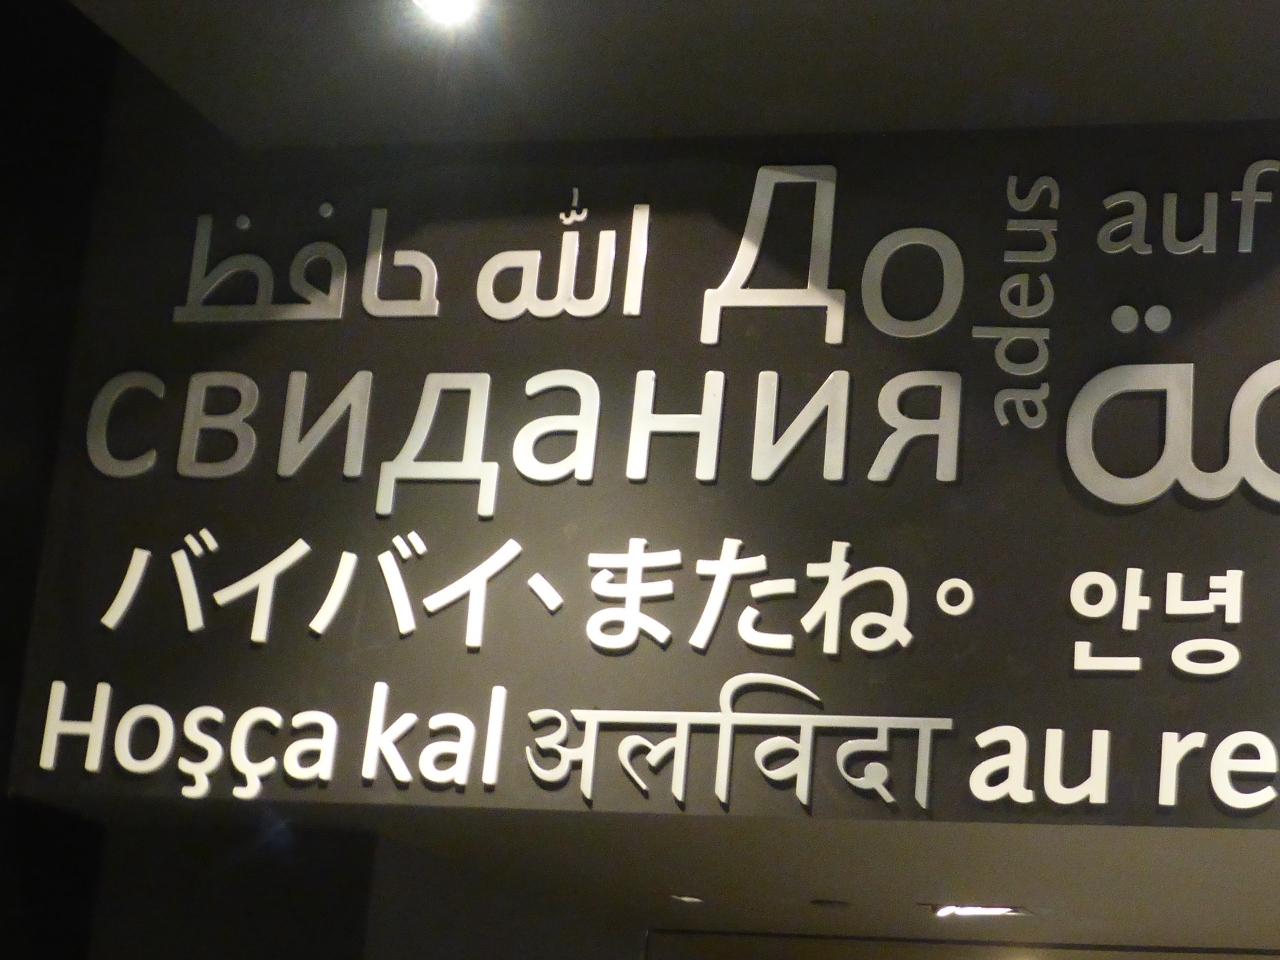 الله حافظ
До
adeus
auf
свидания
バイバイ、またね。
안녕
Hoşça kal
अलविदा
au re